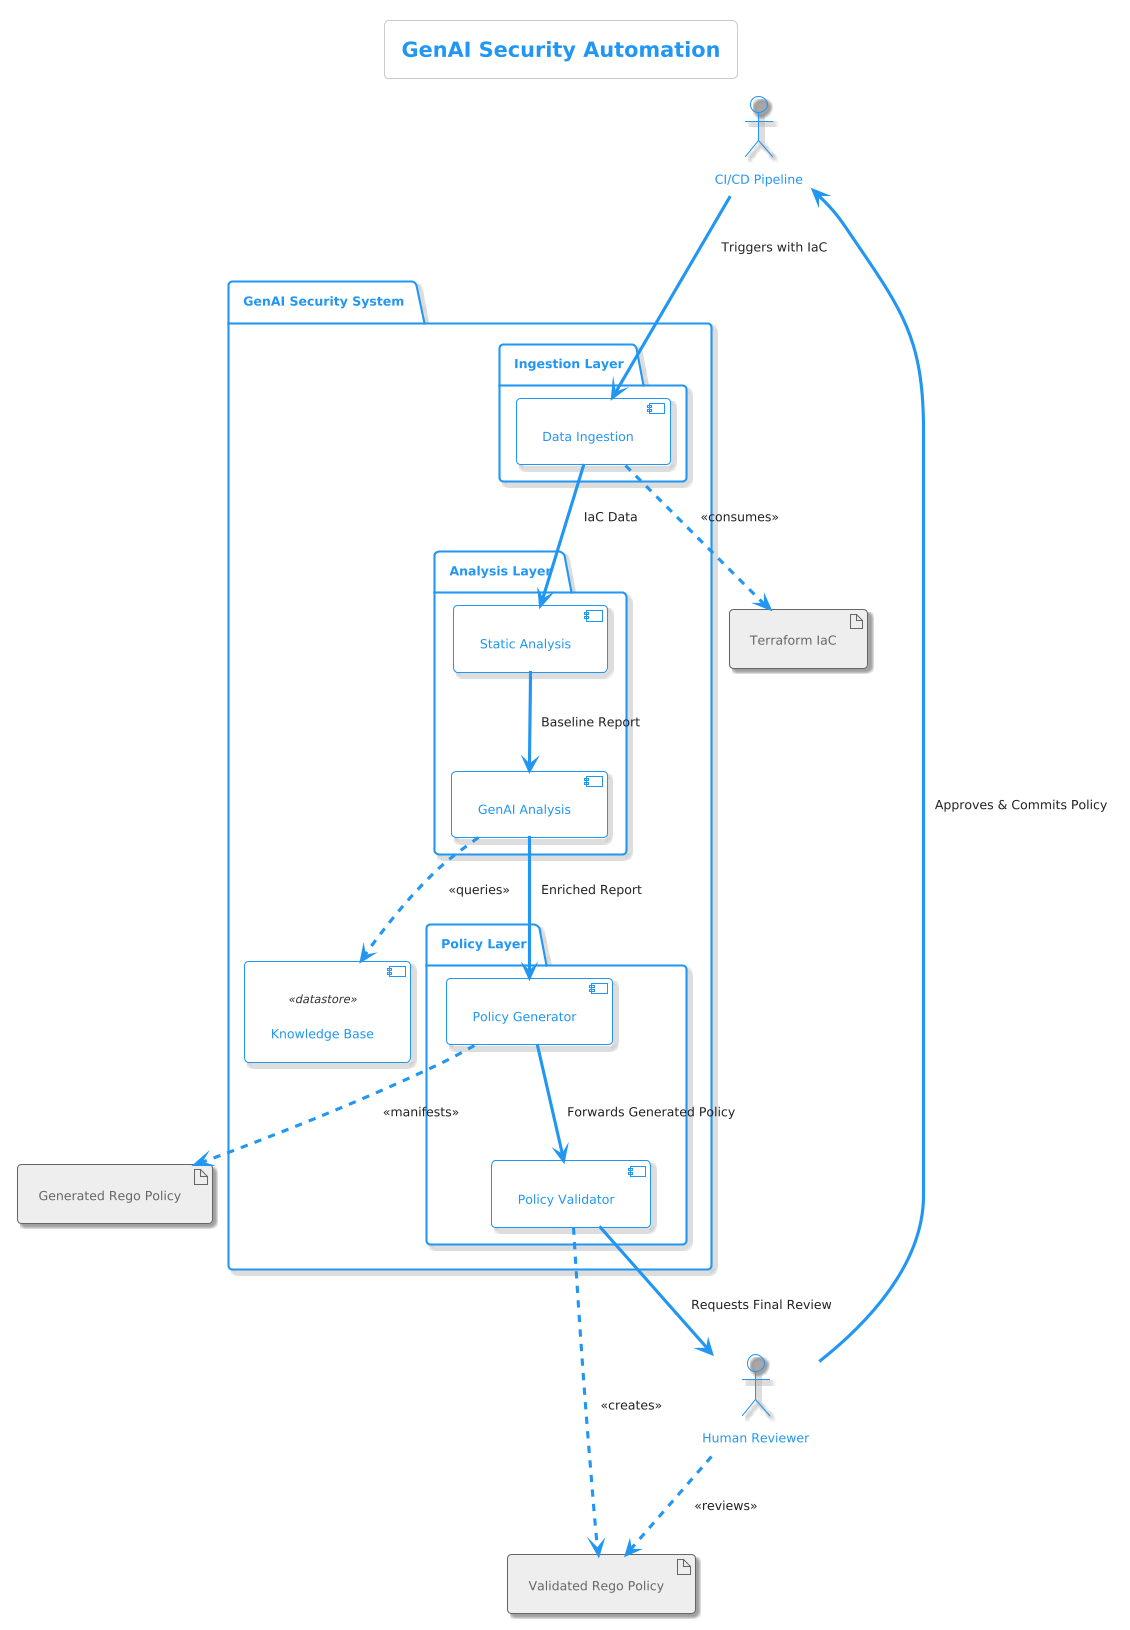 GenAI Security Automation
CI/CD Pipeline
Triggers with IaC
GenAI Security System
Ingestion Layer
Data Ingestion
IaC Data
«consumes»
Analysis Layer
Static Analysis
Terraform IaC
Baseline Report
GenAI Analysis
Approves & Commits Policy
«queries»
Enriched Report
Policy Layer
«datastore»
Knowledge Base
Policy Generator
«manifests»
Forwards Generated Policy
Generated Rego Policy
Policy Validator
Requests Final Review
«creates»
Human Reviewer
«reviews»
Validated Rego Policy